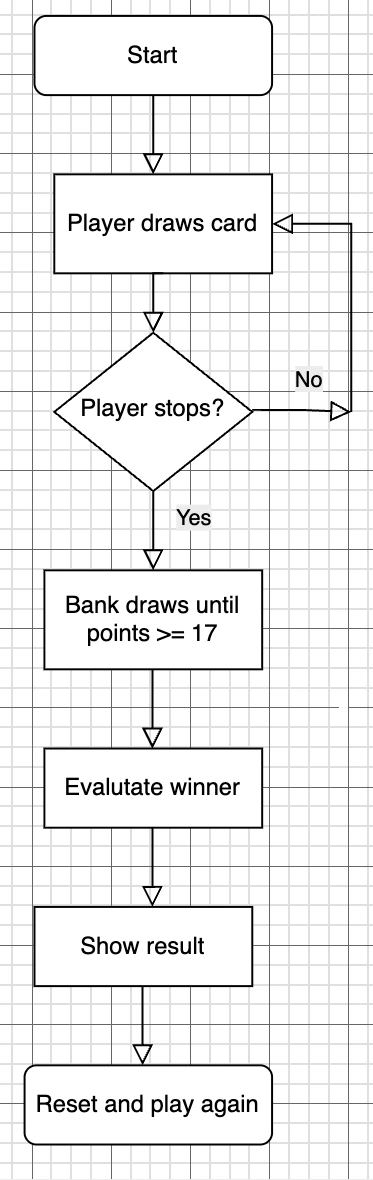 Start
Player draws card
Player stops?
No
Yes
Bank draws until
points >= 17
Evalutate winner
Show result
Reset and play again